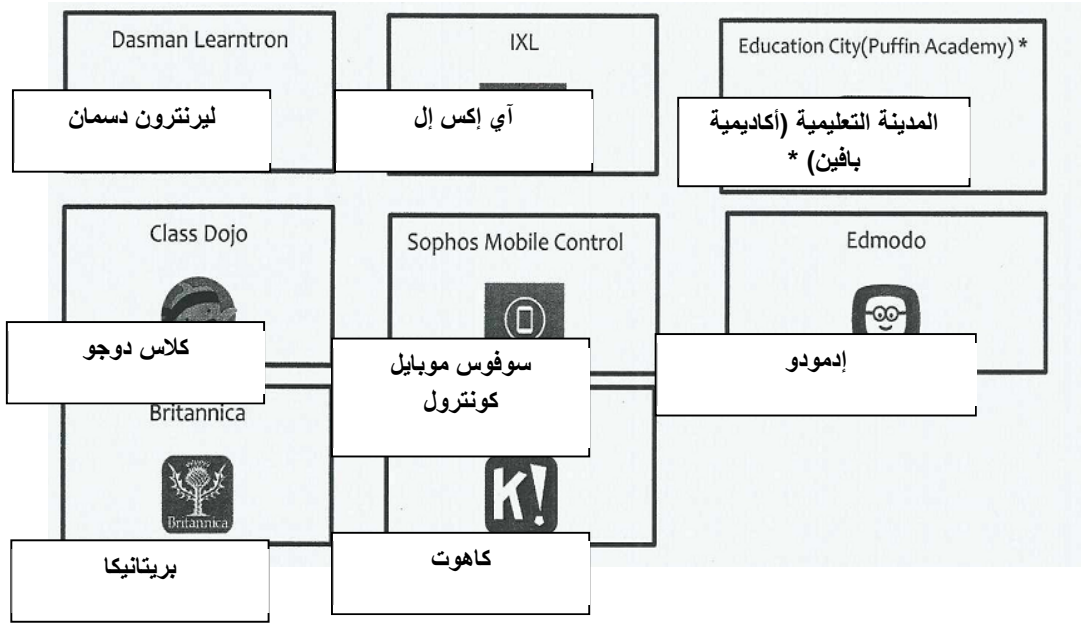 Dasman Learntron
IXL
Education City(Puffin Academy) *
ليرنترون دسمان
آي إكس إل
المدينة التعليمية (أكاديمية
بافين) *
Class Dojo
Sophos Mobile Control
Edmodo
كلاس دوجو
سوفوس موبايل
كونترول
إدمودو
Britannica
Britannica
K!
بريتانيكا
كاهوت